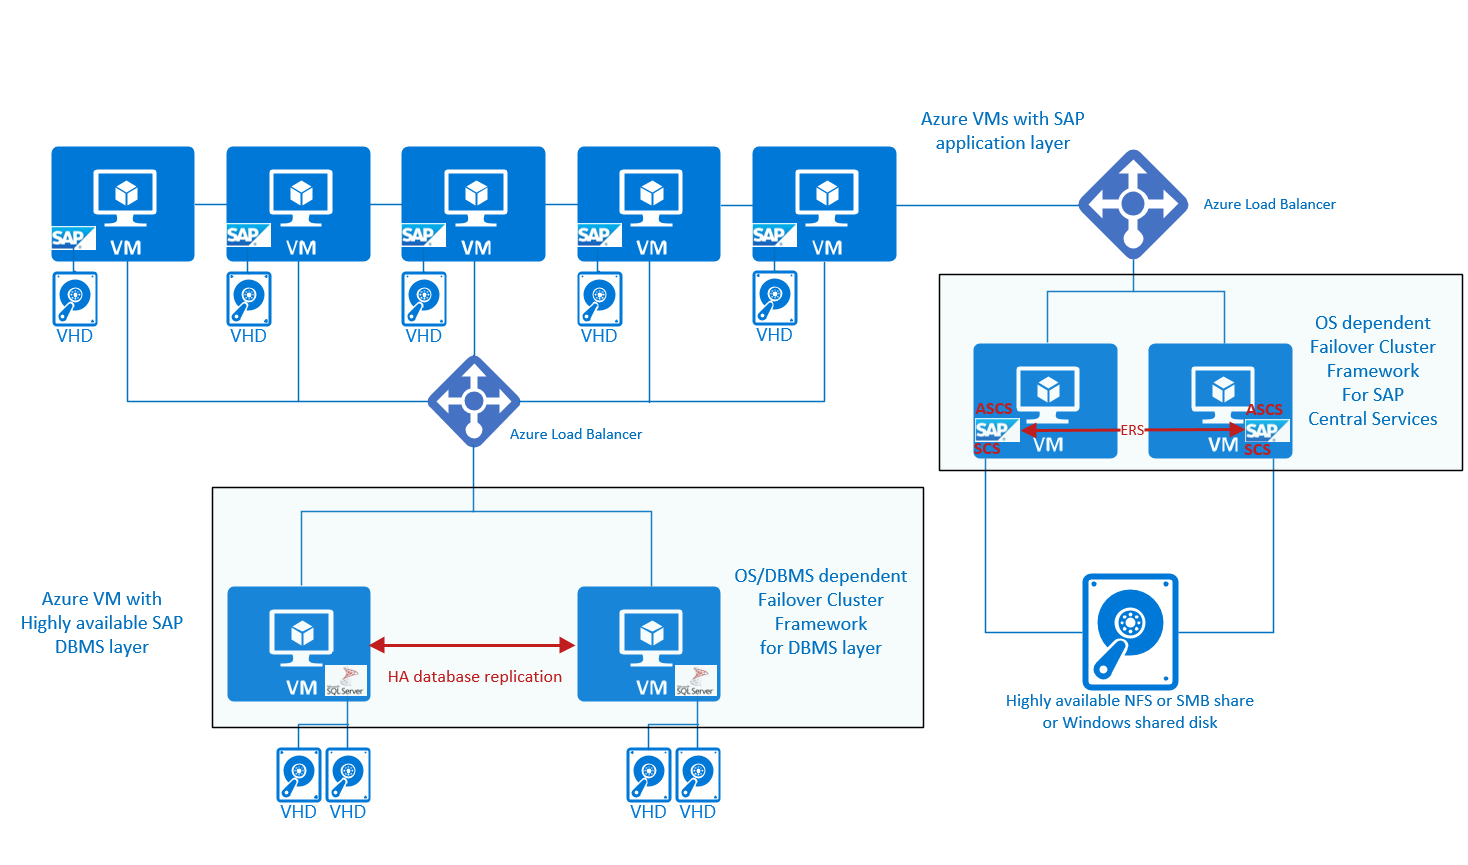 Azure VMs with SAP
application layer
SAP
VM
SAP
VM
SAP
VM
SAP
VM
SAP
VM
Azure Load Balancer
VHD
VHD
VHD
VHD
VHD
OS dependent
Failover Cluster
Framework
For SAP
Central Services
ASCS
SAP
SCS
VM
ERS
VM
ASCS
SAP
SCS
Azure Load Balancer
Azure VM with
Highly available SAP
DBMS layer
OS/DBMS dependent
Failover Cluster
Framework
for DBMS layer
HA database replication
VM
SQL Server
VM
SQL Server
Highly available NFS or SMB share
or Windows shared disk
VHD
VHD
VHD
VHD